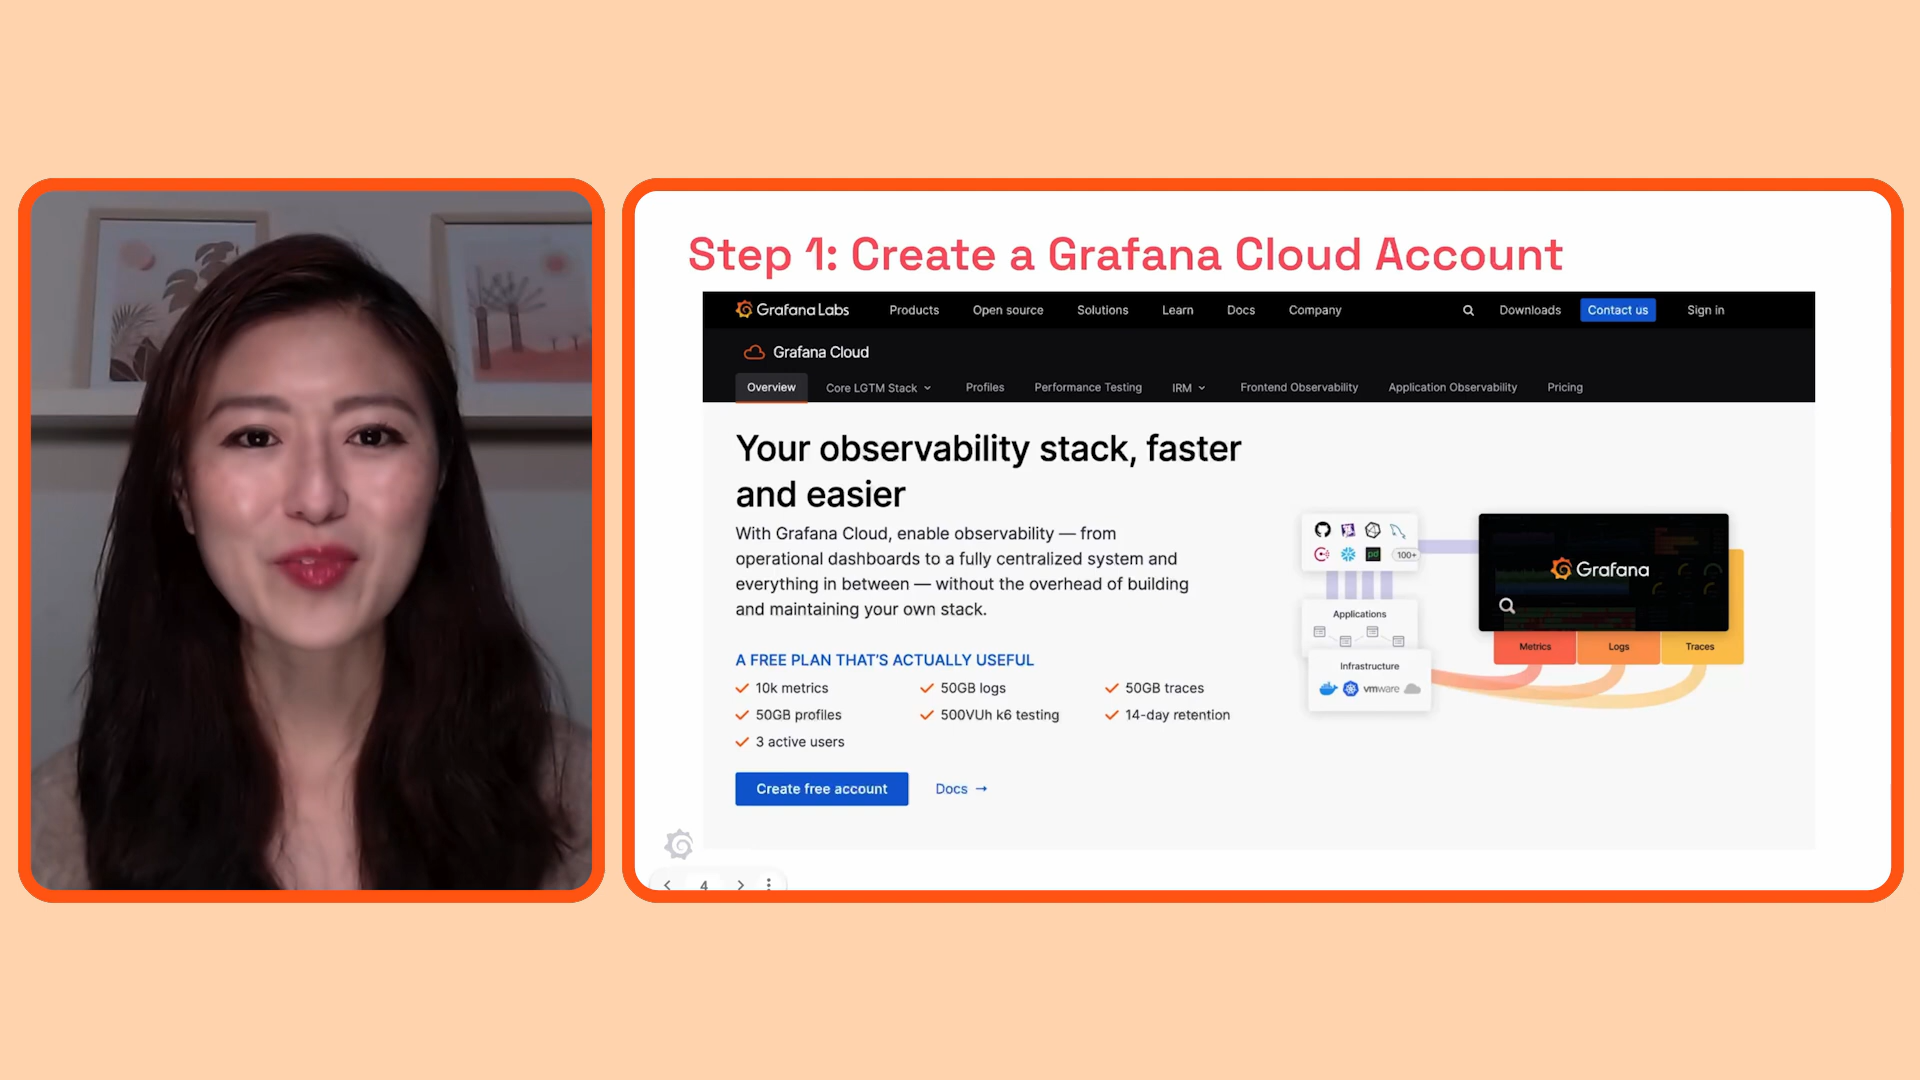 Step 1: Create a Grafana Cloud Account
Grafana Labs Products Open source Solutions Learn Docs Company Downloads Contact us Sign in
Grafana Cloud
Overview Core LGTM Stack Profiles Performance Testing IRM Frontend Observability Application Observability Pricing
Your observability stack, faster
and easier
With Grafana Cloud, enable observability — from
operational dashboards to a fully centralized system and
everything in between — without the overhead of building
and maintaining your own stack.
A FREE PLAN THAT'S ACTUALLY USEFUL
10k metrics 50GB logs 50GB traces
50GB profiles 500VUh k6 testing 14-day retention
3 active users
Create free account Docs →
pd 100+
Applications
Infrastructure
vmware
Grafana
Metrics Logs Traces
4